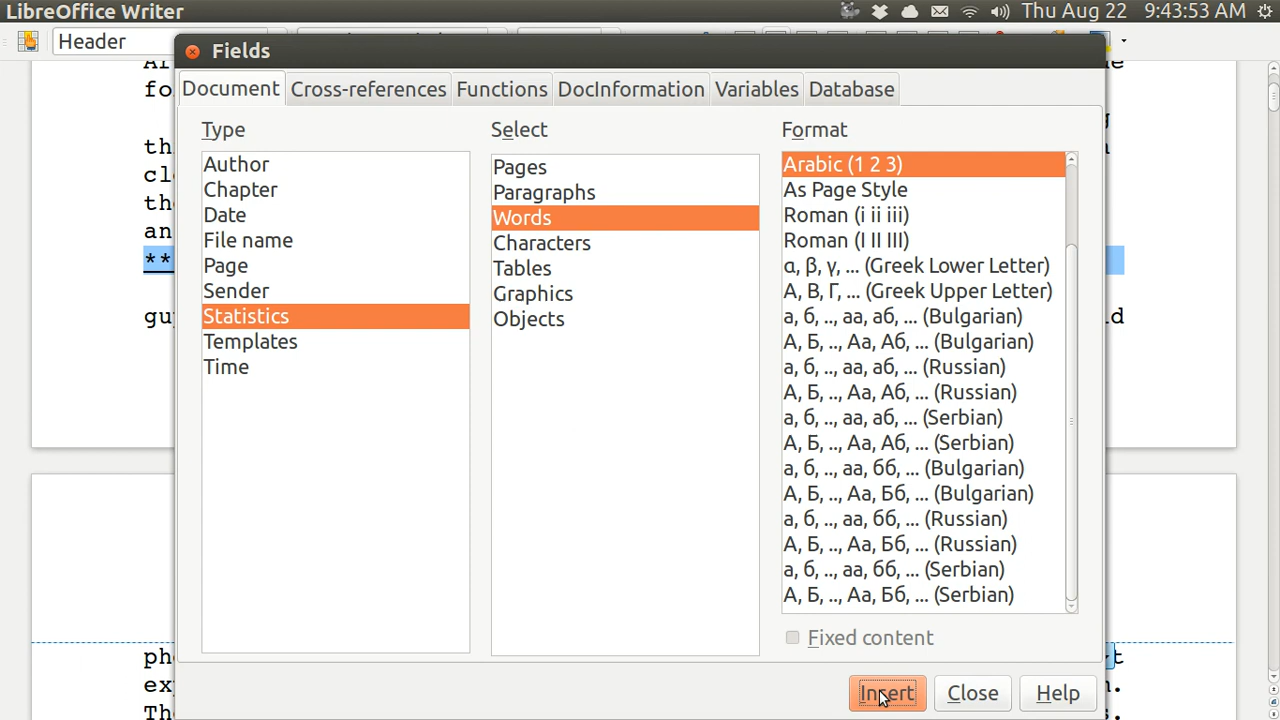 LibreOffice Writer Thu Aug 22 9:43:53 AM
Header
Fields
Document Cross-references Functions DocInformation Variables Database
Type Select Format
Author
Chapter
Date
File name
Page
Sender
Statistics
Templates
Time
Pages
Paragraphs
Words
Characters
Tables
Graphics
Objects
Arabic (1 2 3)
As Page Style
Roman (i ii iii)
Roman (I II III)
α, β, γ, ... (Greek Lower Letter)
Α, Β, Γ, ... (Greek Upper Letter)
а, б, .., аа, аб, ... (Bulgarian)
А, Б, .., Аа, Аб, ... (Bulgarian)
а, б, .., аа, аб, ... (Russian)
А, Б, .., Аа, Аб, ... (Russian)
а, б, .., аа, аб, ... (Serbian)
А, Б, .., Аа, Аб, ... (Serbian)
а, б, .., аа, бб, ... (Bulgarian)
А, Б, .., Аа, Бб, ... (Bulgarian)
а, б, .., аа, бб, ... (Russian)
А, Б, .., Аа, Бб, ... (Russian)
а, б, .., аа, бб, ... (Serbian)
А, Б, .., Аа, Бб, ... (Serbian)
Fixed content
Insert Close Help